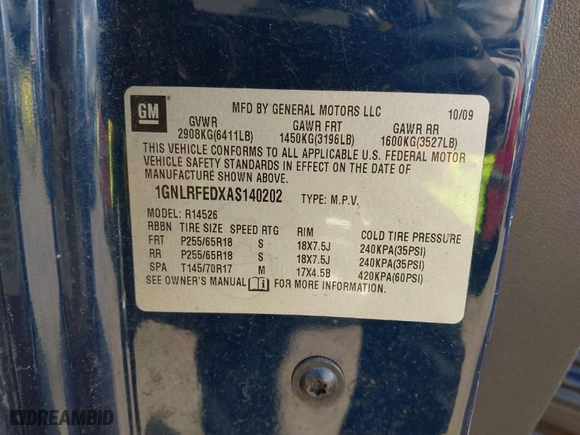 GM
MFD BY GENERAL MOTORS LLC 10/09
GVWR GAWR FRT GAWR RR
2908KG(6411LB) 1450KG(3196LB) 1600KG(3527LB)
THIS VEHICLE CONFORMS TO ALL APPLICABLE U.S. FEDERAL MOTOR
VEHICLE SAFETY STANDARDS IN EFFECT ON THE DATE OF
MANUFACTURE SHOWN ABOVE.
1GNLRFEDXAS140202 TYPE: M.P.V.
MODEL: R14526
RBBN TIRE SIZE SPEED RTG RIM COLD TIRE PRESSURE
FRT P255/65R18 S 18X7.5J 240KPA(35PSI)
RR P255/65R18 S 18X7.5J 240KPA(35PSI)
SPA T145/70R17 M 17X4.5B 420KPA(60PSI)
SEE OWNER'S MANUAL FOR MORE INFORMATION.
DREAMBID